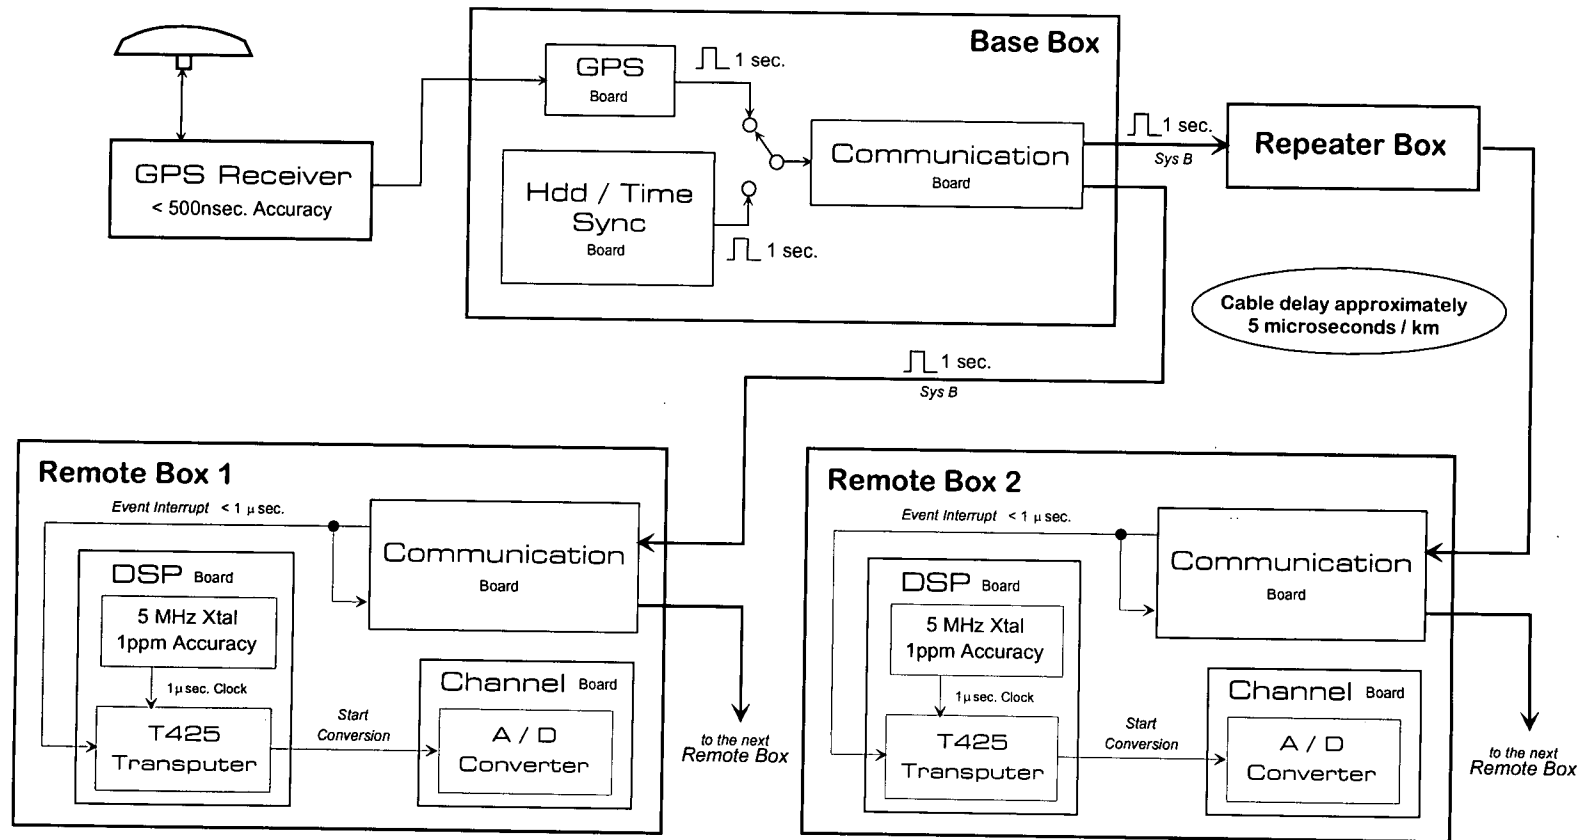 Base Box
GPS
Board
1 sec.
GPS Receiver
< 500nsec. Accuracy
Hdd / Time
Sync
Board
1 sec.
Communication
Board
1 sec.
Sys B
Repeater Box
Cable delay approximately
5 microseconds / km
1 sec.
Sys B
Remote Box 1
Event Interrupt < 1 µ sec.
Communication
Board
DSP Board
5 MHz Xtal
1ppm Accuracy
1 µ sec. Clock
T425
Transputer
Start
Conversion
Channel Board
A / D
Converter
to the next
Remote Box
Remote Box 2
Event Interrupt < 1 µ sec.
Communication
Board
DSP Board
5 MHz Xtal
1ppm Accuracy
1 µ sec. Clock
T425
Transputer
Start
Conversion
Channel Board
A / D
Converter
to the next
Remote Box